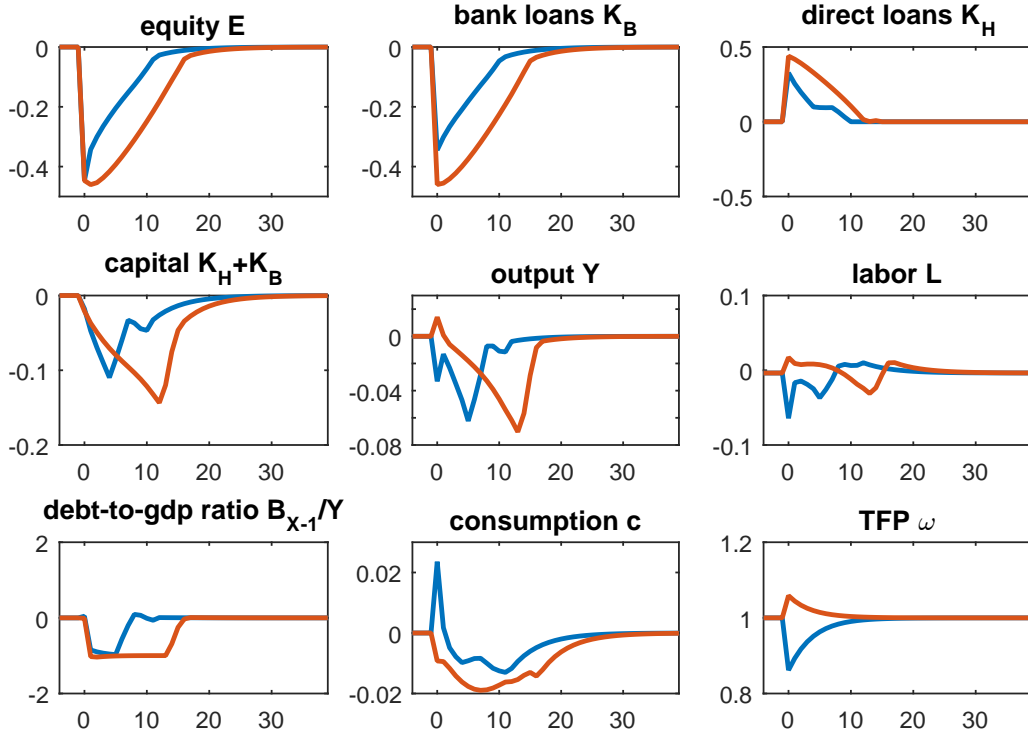 equity E
0
-0.2
-0.4
0 10 20 30
bank loans K_B
0
-0.2
-0.4
0 10 20 30
direct loans K_H
0.5
0
-0.5
0 10 20 30
capital K_H+K_B
0
-0.1
-0.2
0 10 20 30
output Y
0
-0.04
-0.08
0 10 20 30
labor L
0.1
0
-0.1
0 10 20 30
debt-to-gdp ratio B_X-1/Y
2
0
-2
0 10 20 30
consumption c
0.02
0
-0.02
0 10 20 30
TFP ω
1.2
1
0.8
0 10 20 30